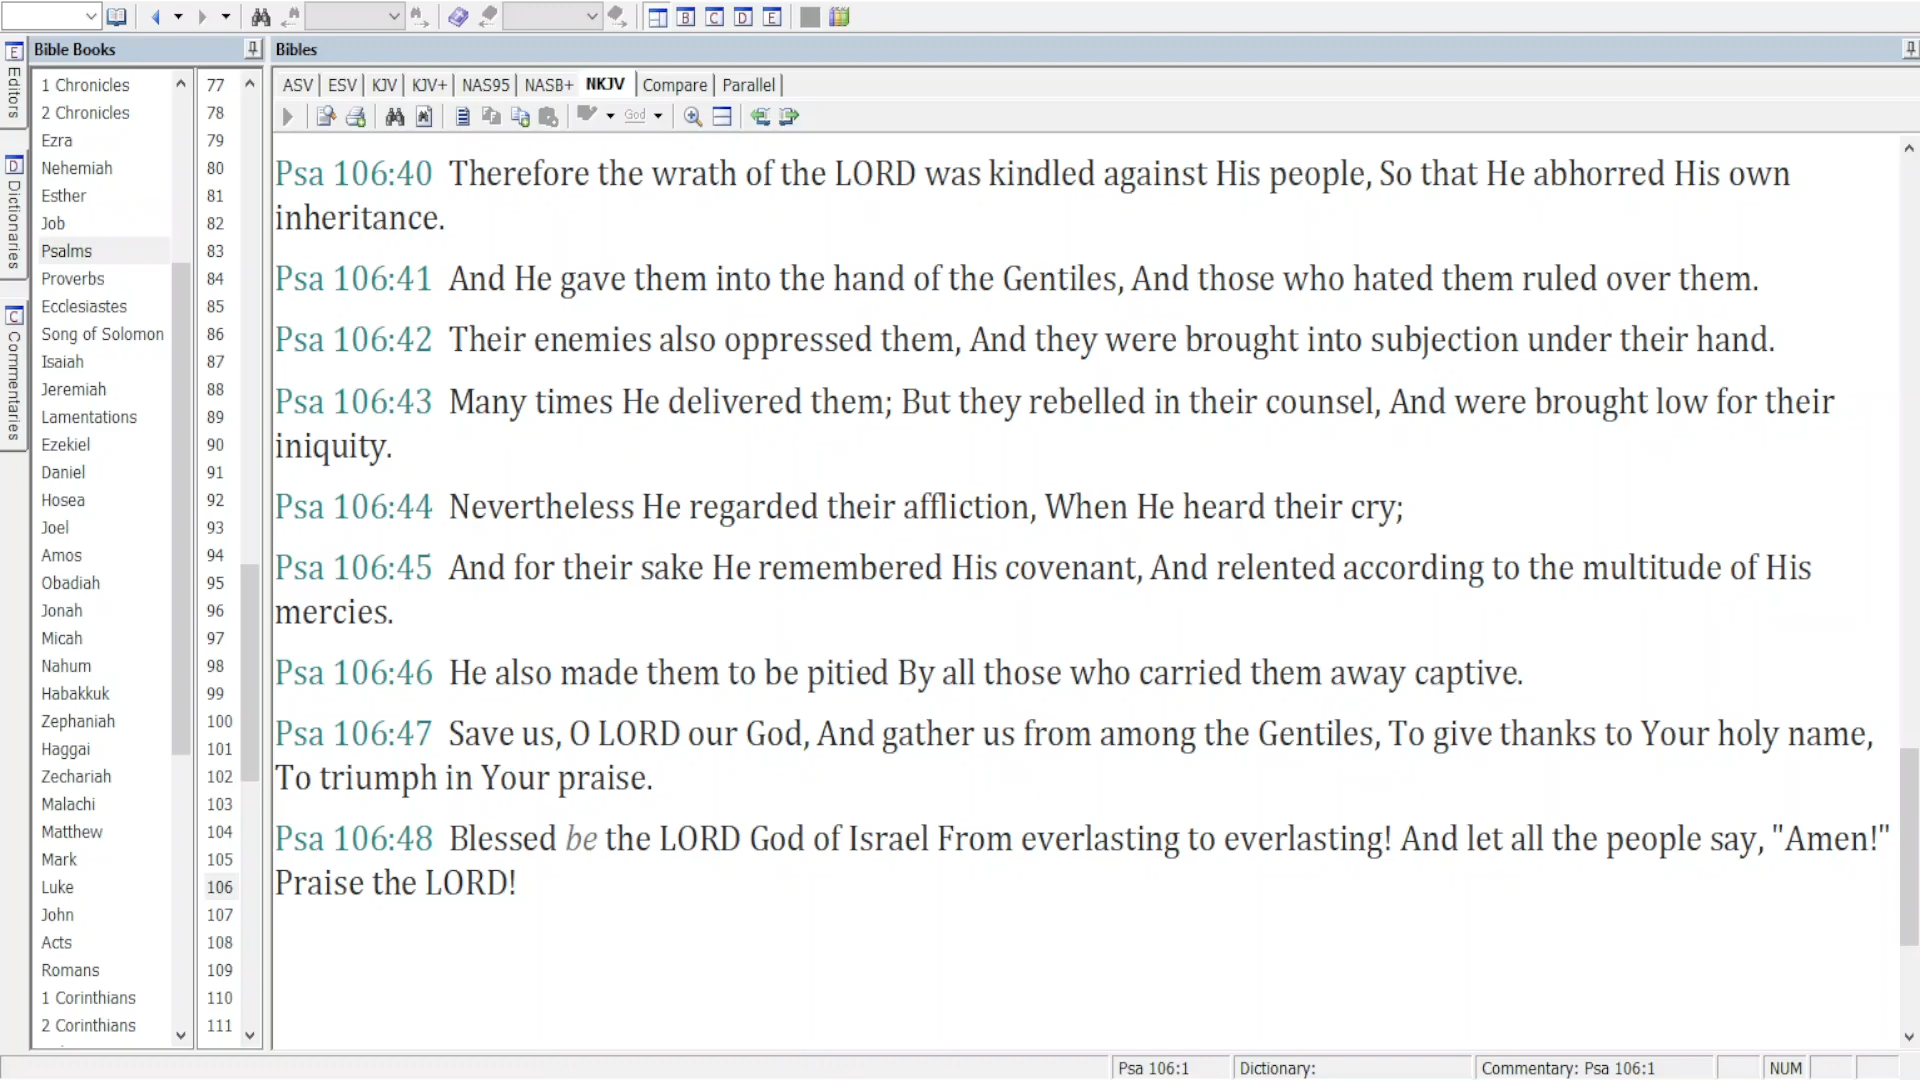 B C D E
Bible Books
Bibles
E Editors
D Dictionaries
C Commentaries
1 Chronicles
2 Chronicles
Ezra
Nehemiah
Esther
Job
Psalms
Proverbs
Ecclesiastes
Song of Solomon
Isaiah
Jeremiah
Lamentations
Ezekiel
Daniel
Hosea
Joel
Amos
Obadiah
Jonah
Micah
Nahum
Habakkuk
Zephaniah
Haggai
Zechariah
Malachi
Matthew
Mark
Luke
John
Acts
Romans
1 Corinthians
2 Corinthians
77
78
79
80
81
82
83
84
85
86
87
88
89
90
91
92
93
94
95
96
97
98
99
100
101
102
103
104
105
106
107
108
109
110
111
ASV ESV KJV KJV+ NAS95 NASB+ NKJV Compare Parallel
God
Psa 106:40 Therefore the wrath of the LORD was kindled against His people, So that He abhorred His own
inheritance.
Psa 106:41 And He gave them into the hand of the Gentiles, And those who hated them ruled over them.
Psa 106:42 Their enemies also oppressed them, And they were brought into subjection under their hand.
Psa 106:43 Many times He delivered them; But they rebelled in their counsel, And were brought low for their
iniquity.
Psa 106:44 Nevertheless He regarded their affliction, When He heard their cry;
Psa 106:45 And for their sake He remembered His covenant, And relented according to the multitude of His
mercies.
Psa 106:46 He also made them to be pitied By all those who carried them away captive.
Psa 106:47 Save us, O LORD our God, And gather us from among the Gentiles, To give thanks to Your holy name,
To triumph in Your praise.
Psa 106:48 Blessed be the LORD God of Israel From everlasting to everlasting! And let all the people say, "Amen!"
Praise the LORD!
Psa 106:1 Dictionary: Commentary: Psa 106:1 NUM